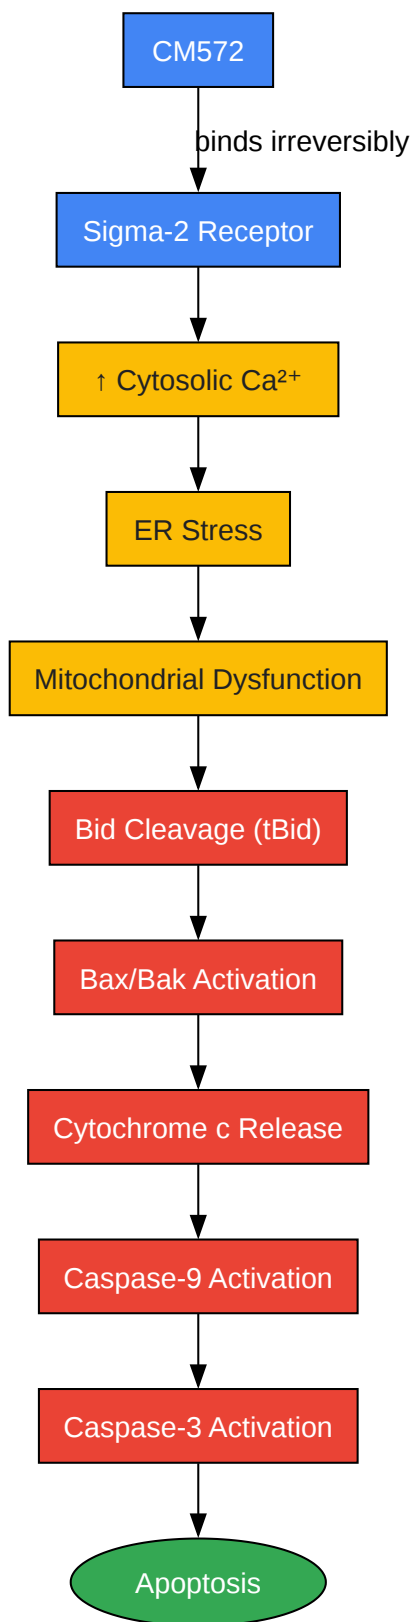 CM572
binds irreversibly
Sigma-2 Receptor
↑ Cytosolic Ca²⁺
ER Stress
Mitochondrial Dysfunction
Bid Cleavage (tBid)
Bax/Bak Activation
Cytochrome c Release
Caspase-9 Activation
Caspase-3 Activation
Apoptosis